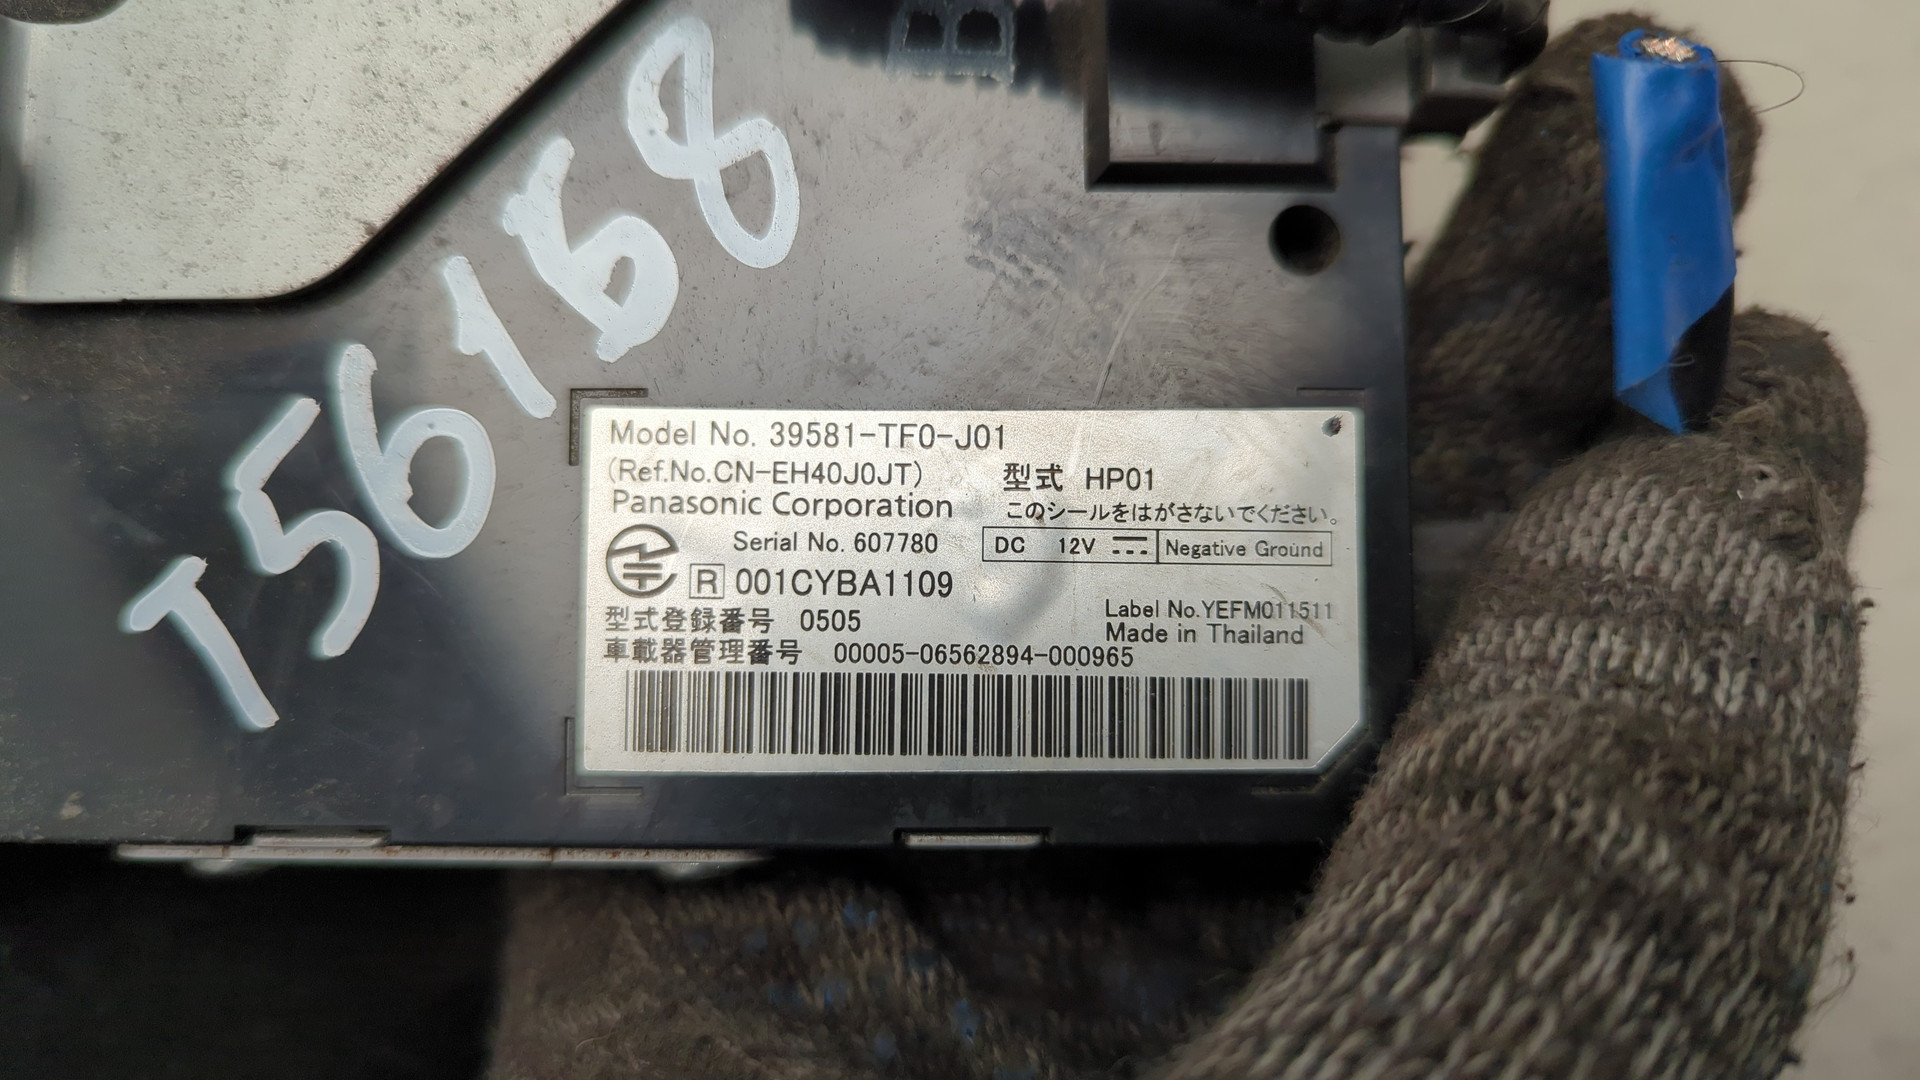 T56158
Model No. 39581-TF0-J01
(Ref.No.CN-EH40J0JT)
型式 HP01
Panasonic Corporation
このシールをはがさないでください。
Serial No. 607780
DC 12V
Negative Ground
R 001CYBA1109
型式登録番号 0505
Label No.YEFM011511
Made in Thailand
車載器管理番号 00005-06562894-000965